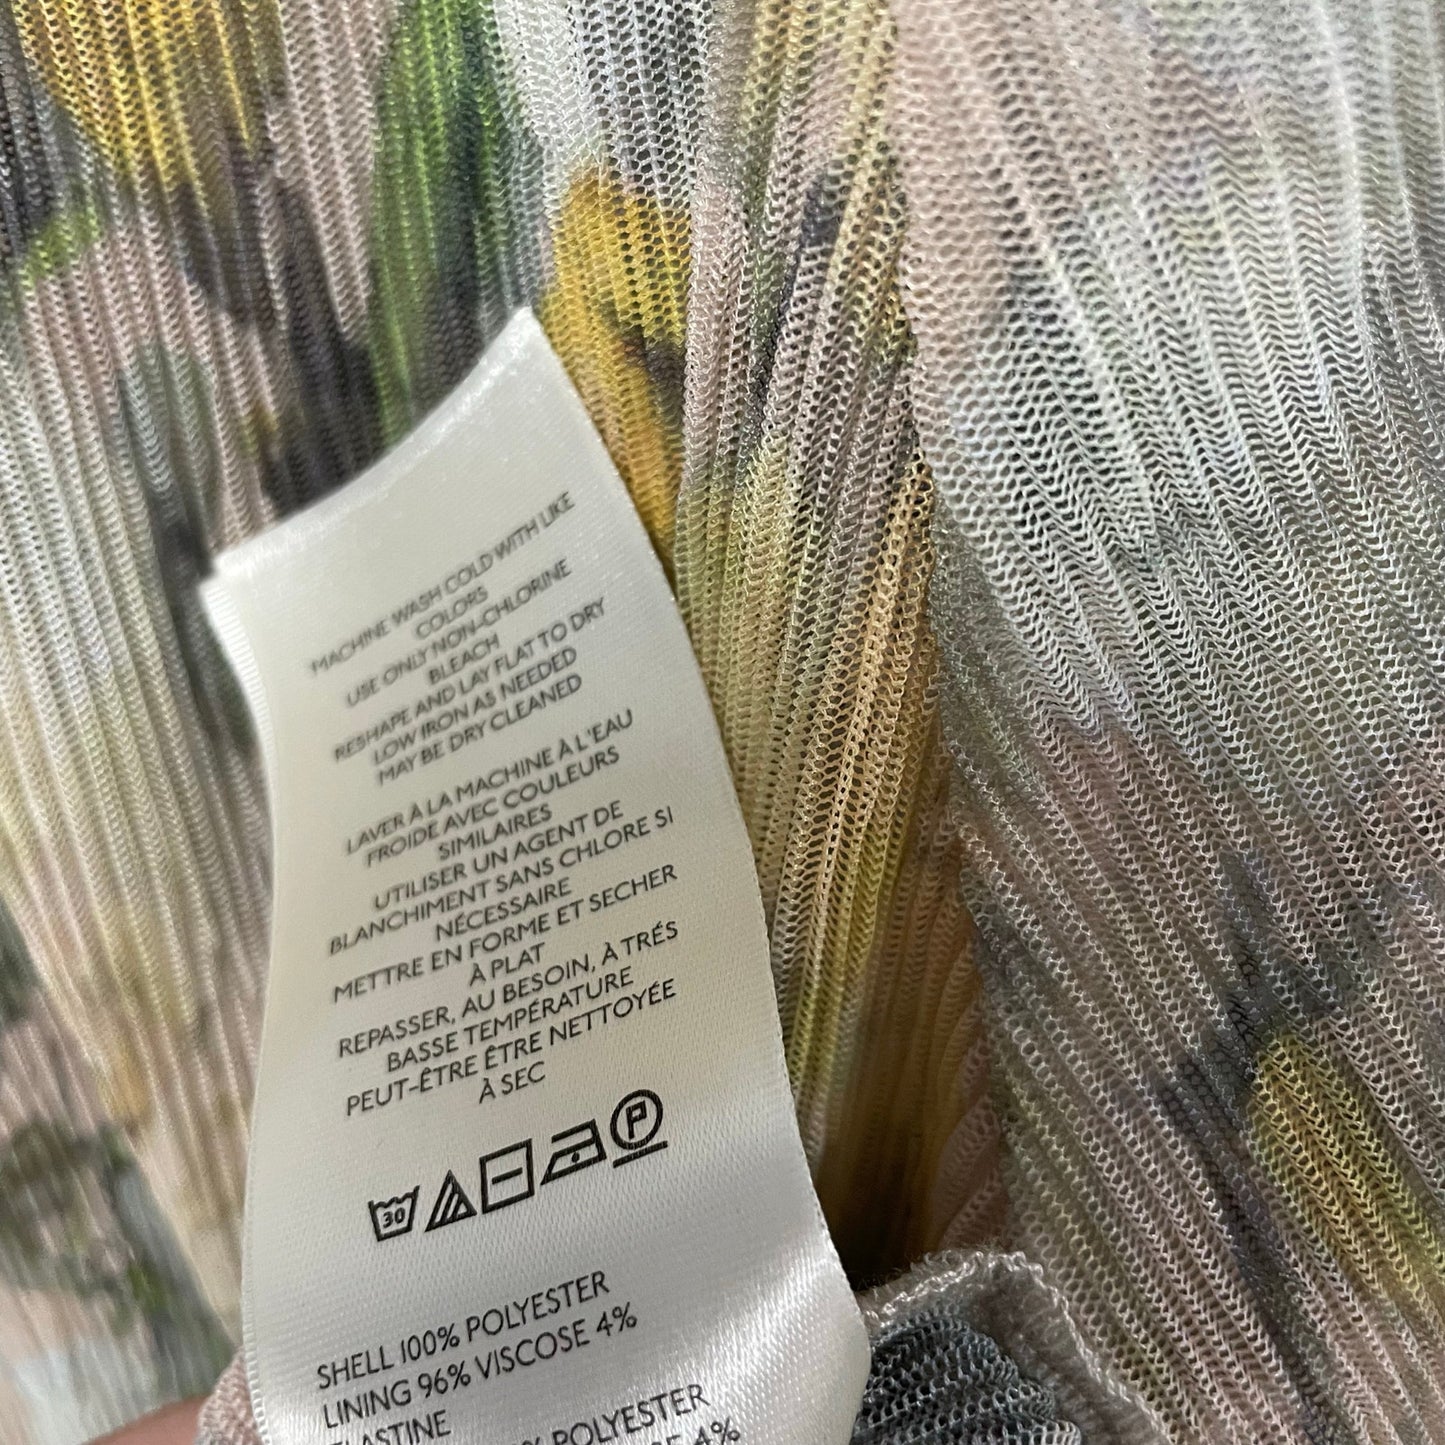 MACHINE WASH COLD WITH LIKE
COLORS
USE ONLY NON-CHLORINE
BLEACH
RESHAPE AND LAY FLAT TO DRY
LOW IRON AS NEEDED
MAY BE DRY CLEANED
LAVER À LA MACHINE À L'EAU
FROIDE AVEC COULEURS
SIMILAIRES
UTILISER UN AGENT DE
BLANCHIMENT SANS CHLORE SI
NÉCESSAIRE
METTRE EN FORME ET SECHER
À PLAT
REPASSER, AU BESOIN, À TRÉS
BASSE TEMPÉRATURE
PEUT-ÊTRE ÊTRE NETTOYÉE
À SEC
30 P
SHELL 100% POLYESTER
LINING 96% VISCOSE 4%
ELASTINE
% POLYESTER
4%